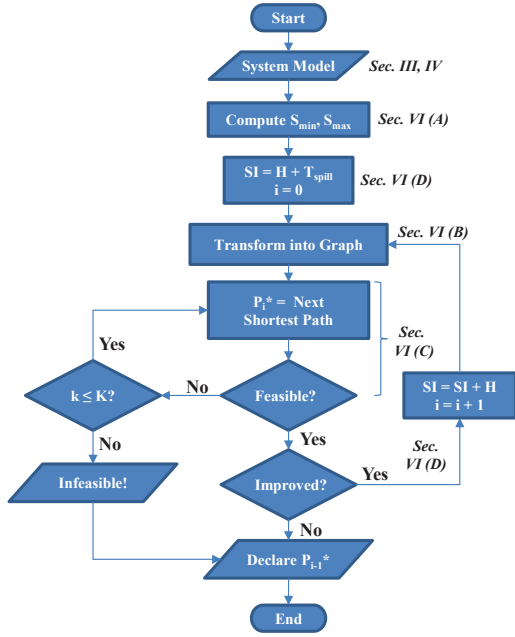 Start
System Model
Sec. III, IV
Compute Smin, Smax
Sec. VI (A)
SI = H + Tspill
i = 0
Sec. VI (D)
Sec. VI (B)
Transform into Graph
Pi* = Next
Shortest Path
Sec.
VI (C)
Yes
k ≤ K?
No
Feasible?
SI = SI + H
i = i + 1
No
Yes
Sec.
VI (D)
Infeasible!
Improved?
Yes
No
Declare Pi-1*
End